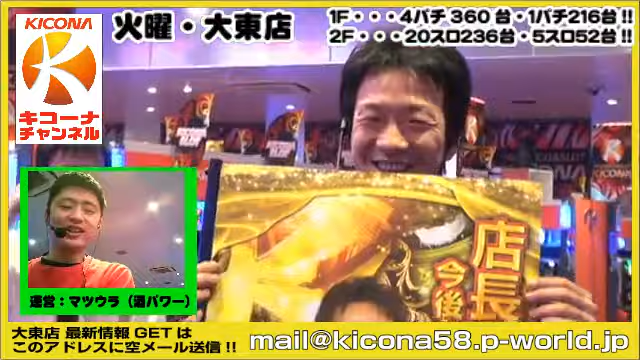 KICONA
キコーナ
チャンネル
火曜・大東店
1F・・・4パチ360台・1パチ216台!!
2F・・・20スロ236台・5スロ52台!!
KICONA
KICONA
店長
今後
運営：マツウラ（酒パワー）
大東店 最新情報 GET は
このアドレスに空メール送信!!
mail@kicona58.p-world.jp